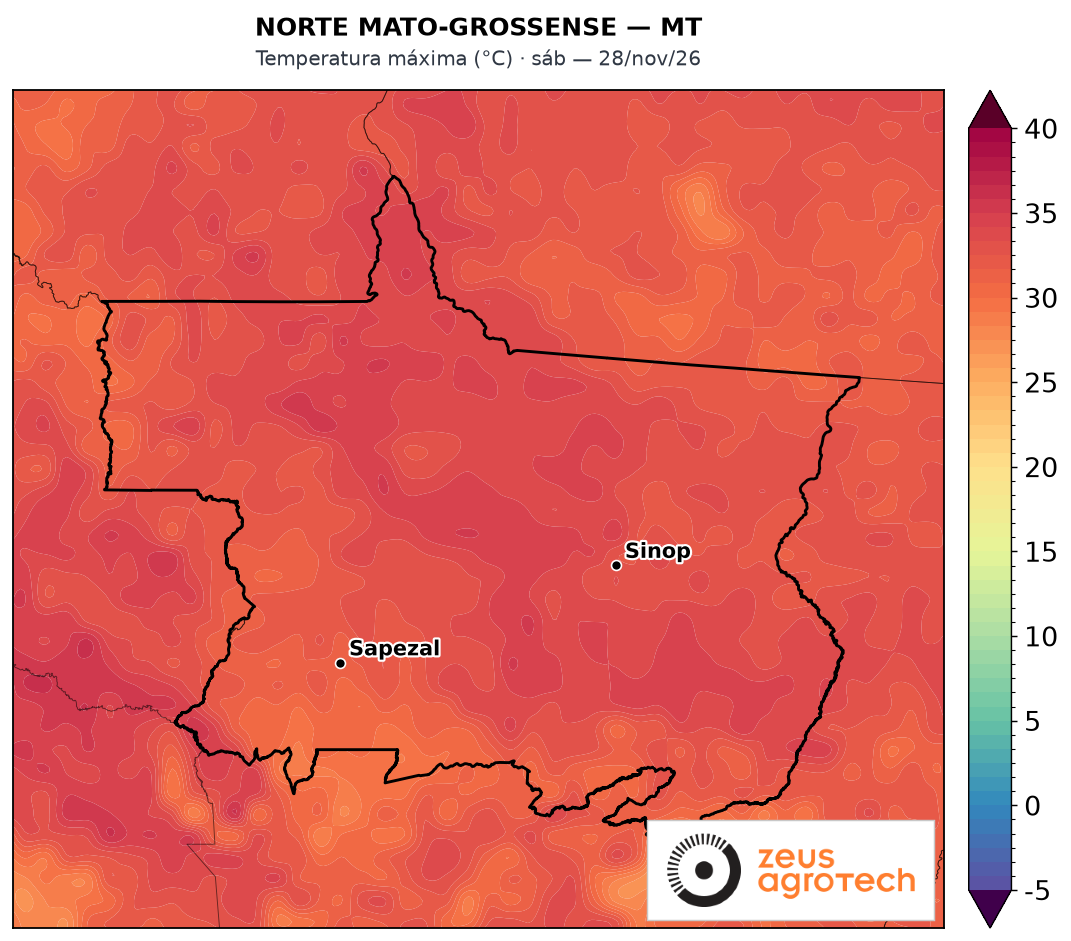 NORTE MATO-GROSSENSE — MT
Temperatura máxima (°C) · sáb — 28/nov/26
40
35
30
25
20
15
10
5
0
-5
Sinop
Sapezal
zeus
agrotech